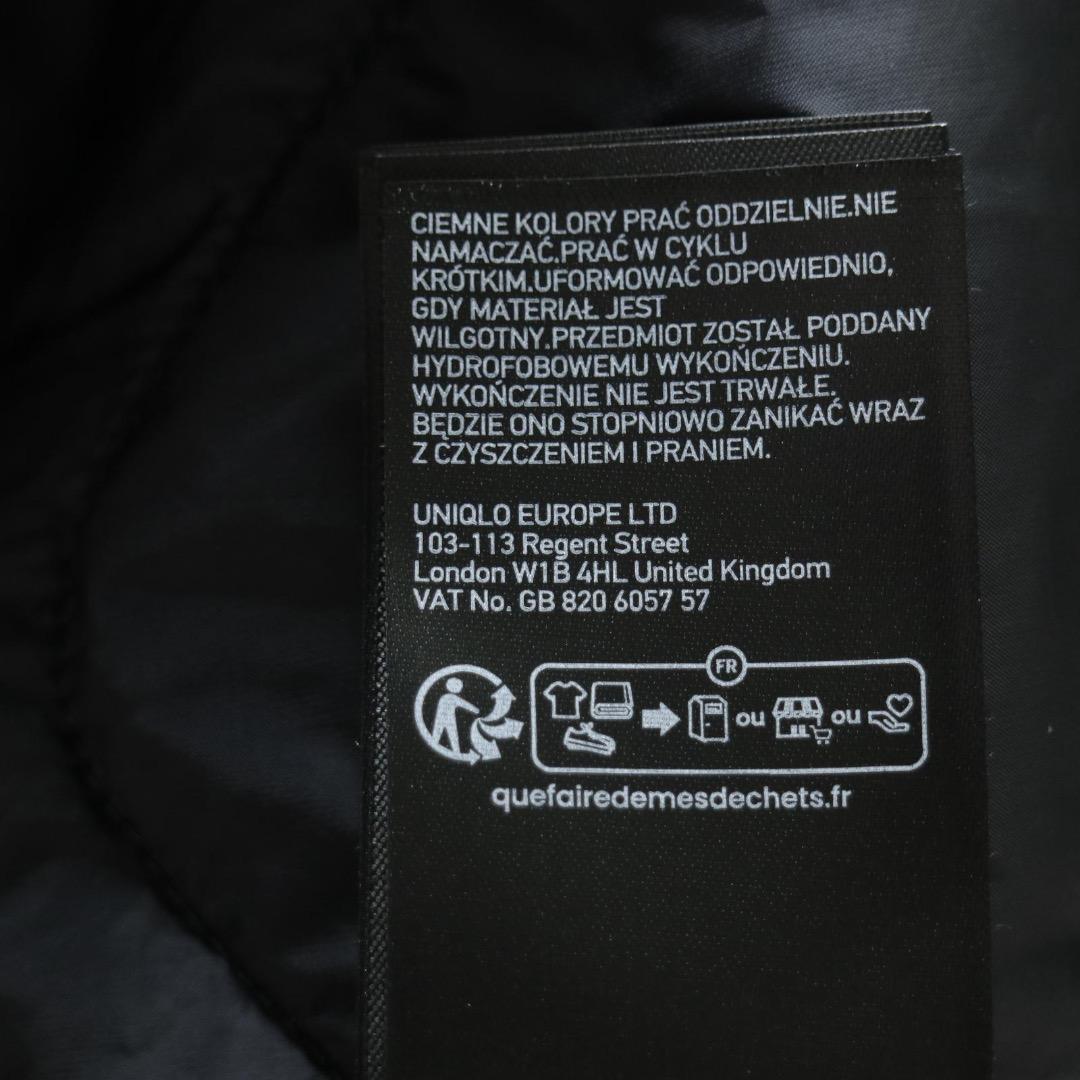 CIEMNE KOLORY PRAĆ ODDZIELNIE.NIE
NAMACZAĆ.PRAĆ W CYKLU
KRÓTKIM.UFORMOWAĆ ODPOWIEDNIO,
GDY MATERIAŁ JEST
WILGOTNY.PRZEDMIOT ZOSTAŁ PODDANY
HYDROFOBOWEMU WYKOŃCZENIU.
WYKOŃCZENIE NIE JEST TRWAŁE.
BĘDZIE ONO STOPNIOWO ZANIKAĆ WRAZ
Z CZYSZCZENIEM I PRANIEM.
UNIQLO EUROPE LTD
103-113 Regent Street
London W1B 4HL United Kingdom
VAT No. GB 820 6057 57
FR
ou ou
quefairedemesdechets.fr